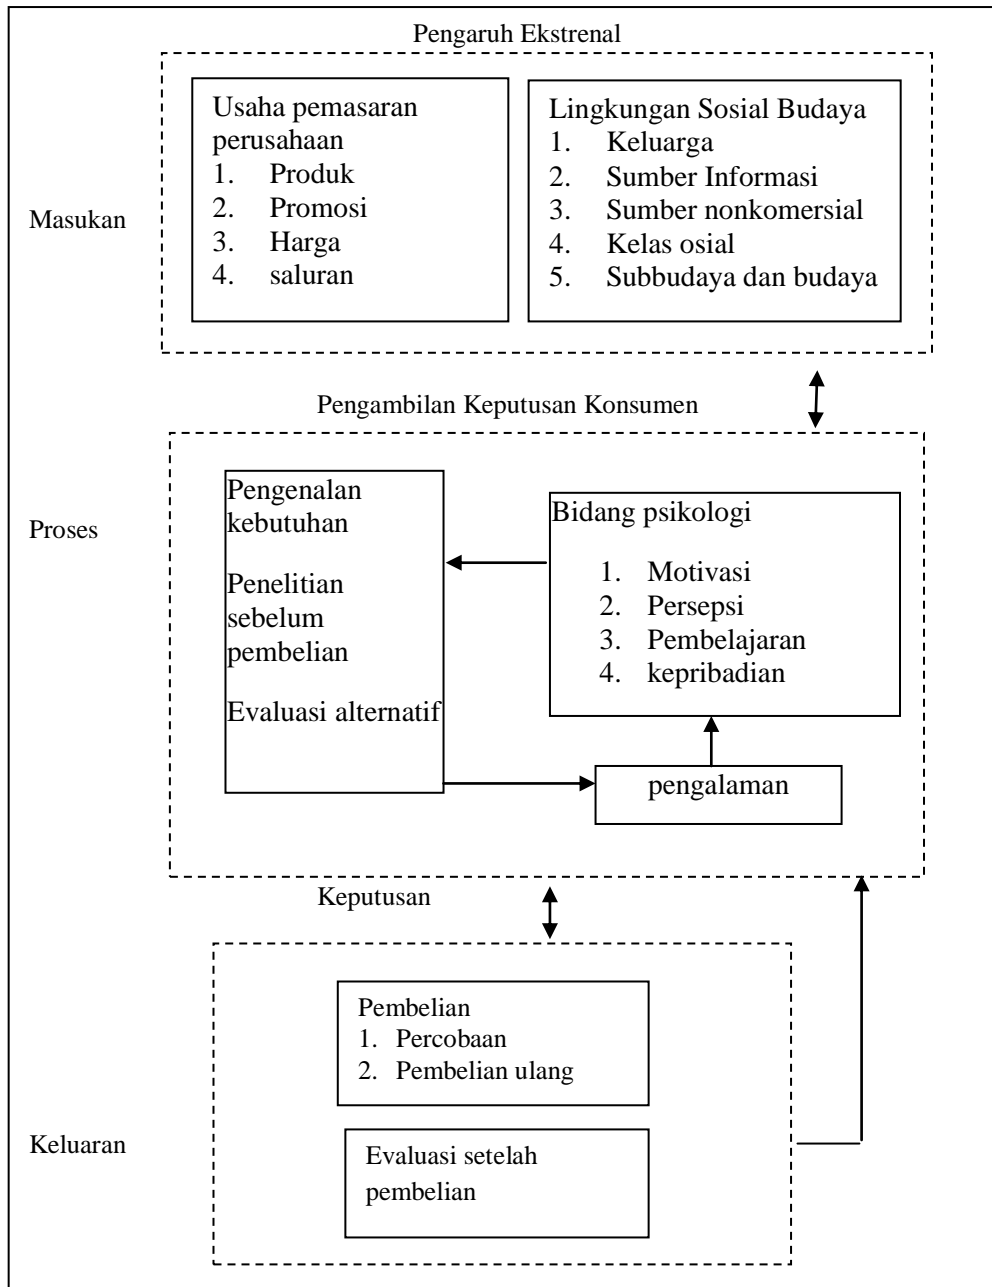 Pengaruh Ekstrenal
Usaha pemasaran
perusahaan
1. Produk
2. Promosi
3. Harga
4. saluran
Lingkungan Sosial Budaya
1. Keluarga
2. Sumber Informasi
3. Sumber nonkomersial
4. Kelas osial
5. Subbudaya dan budaya
Masukan
Pengambilan Keputusan Konsumen
Pengenalan
kebutuhan
Penelitian
sebelum
pembelian
Evaluasi alternatif
Bidang psikologi
1. Motivasi
2. Persepsi
3. Pembelajaran
4. kepribadian
pengalaman
Proses
Keputusan
Pembelian
1. Percobaan
2. Pembelian ulang
Evaluasi setelah
pembelian
Keluaran